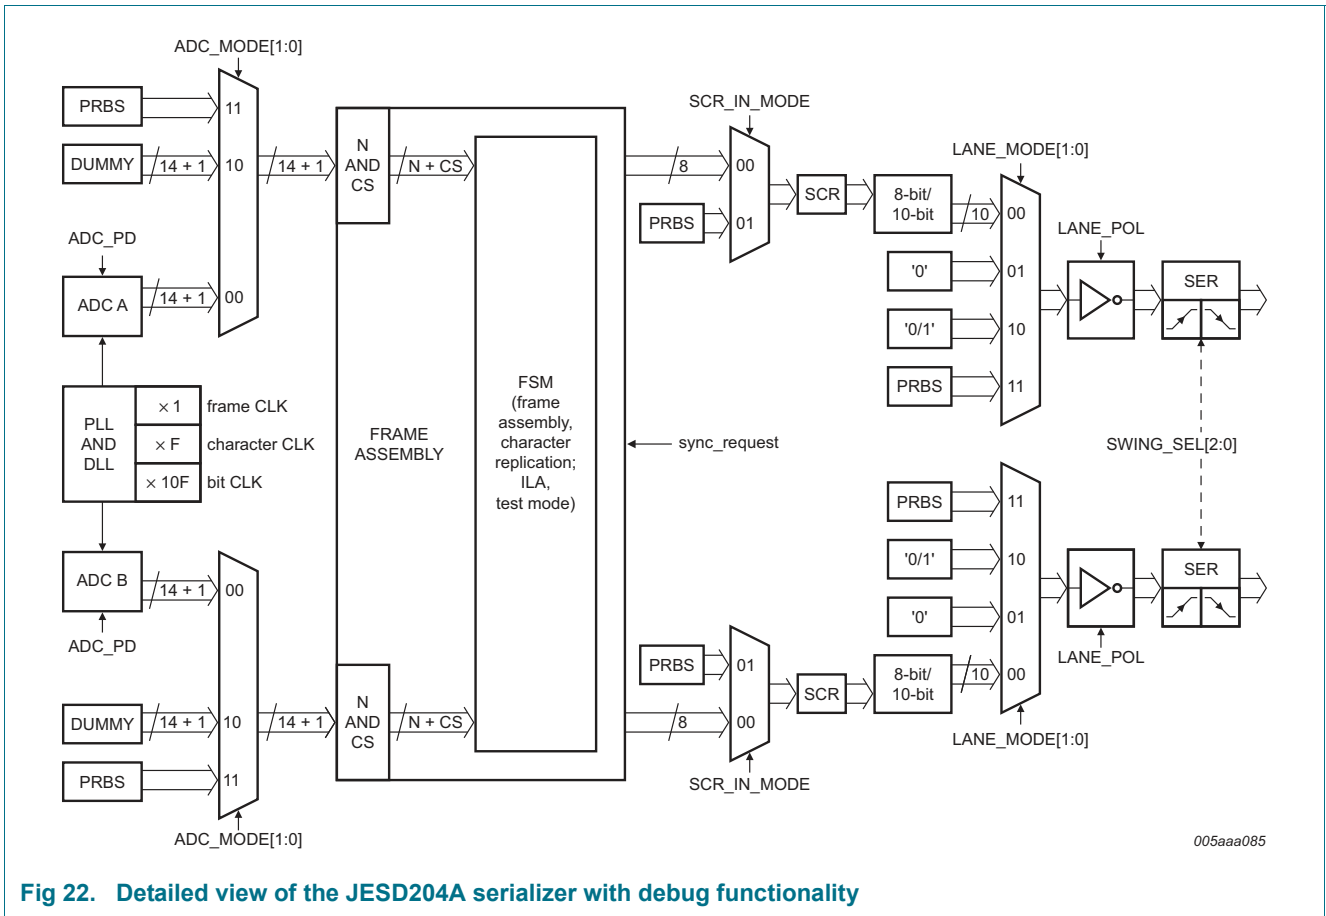 ADC_MODE[1:0]
PRBS
11
DUMMY
14 + 1
10
14 + 1
ADC_PD
ADC A
14 + 1
00
PLL
AND
DLL
× 1
frame CLK
× F
character CLK
× 10F
bit CLK
ADC B
14 + 1
00
ADC_PD
DUMMY
14 + 1
10
14 + 1
PRBS
11
ADC_MODE[1:0]
N
AND
CS
N + CS
FRAME
ASSEMBLY
FSM
(frame
assembly,
character
replication;
ILA,
test mode)
N
AND
CS
N + CS
sync_request
SCR_IN_MODE
8
00
PRBS
01
SCR
8-bit/
10-bit
10
LANE_MODE[1:0]
00
'0'
01
'0/1'
10
PRBS
11
LANE_POL
SER
SWING_SEL[2:0]
PRBS
11
'0/1'
10
'0'
01
8-bit/
10-bit
10
00
LANE_MODE[1:0]
LANE_POL
SER
PRBS
01
8
00
SCR
SCR_IN_MODE
005aaa085
Fig 22. Detailed view of the JESD204A serializer with debug functionality